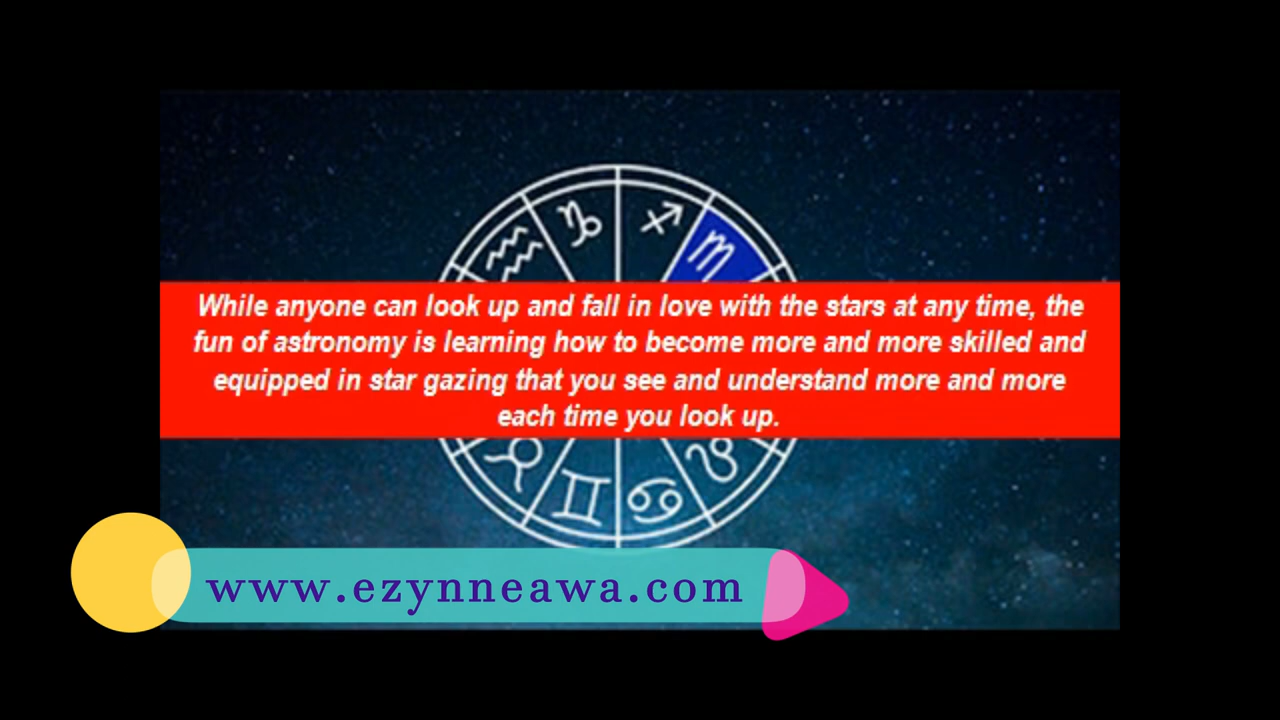 While anyone can look up and fall in love with the stars at any time, the
fun of astronomy is learning how to become more and more skilled and
equipped in star gazing that you see and understand more and more
each time you look up.
www.ezynneawa.com